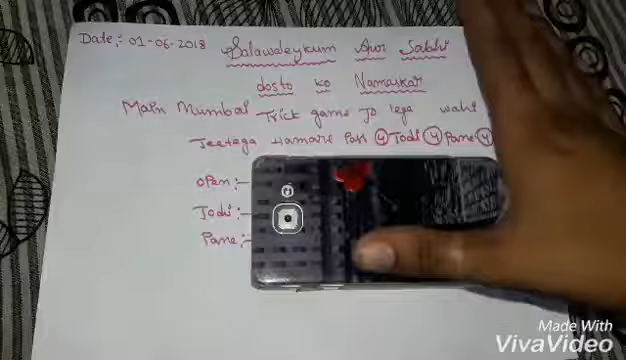 Date:- 01-06-2018
Salawaleykum Aur Sabhi
dosto ko Namaskar
Main Mumbai Trick game Jo lega wahi
Jeetega Hamare Pass 4 Jodi 4 Pane 4
OPen:-
Jodi:-
Pane:-
Made With
VivaVideo